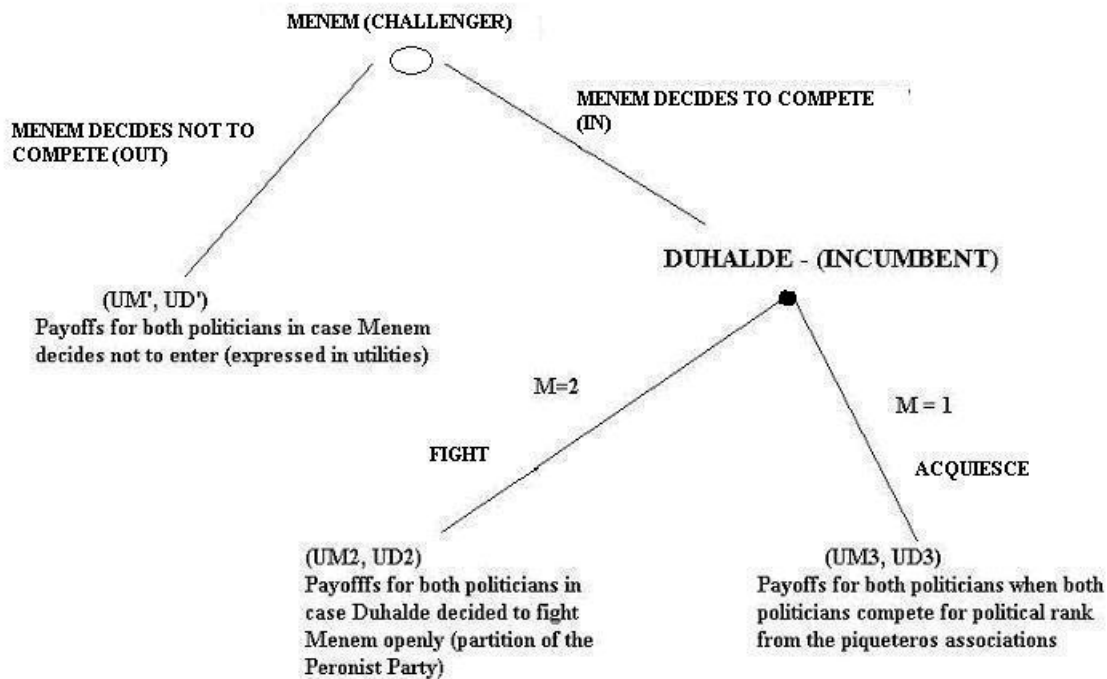 MENEM (CHALLENGER)
MENEM DECIDES NOT TO
COMPETE (OUT)
MENEM DECIDES TO COMPETE
(IN)
DUHALDE - (INCUMBENT)
(UM', UD')
Payoffs for both politicians in case Menem
decides not to enter (expressed in utilities)
M=2
M = 1
FIGHT
ACQUIESCE
(UM2, UD2)
Payofffs for both politicians in
case Duhalde decided to fight
Menem openly (partition of the
Peronist Party)
(UM3, UD3)
Payoffs for both politicians when both
politicians compete for political rank
from the piqueteros associations